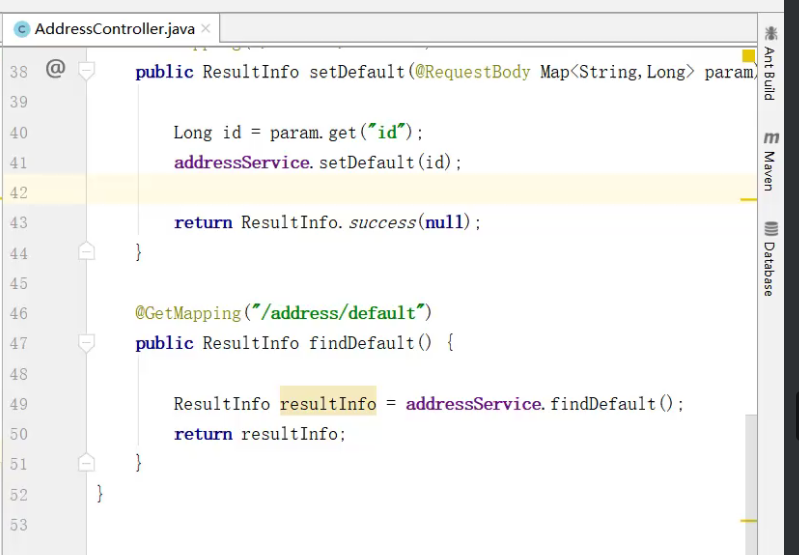 AddressController.java
38 @ public ResultInfo setDefault(@RequestBody Map<String,Long> param)
39
40 Long id = param.get("id");
41 addressService.setDefault(id);
42
43 return ResultInfo.success(null);
44 }
45
46 @GetMapping("/address/default")
47 public ResultInfo findDefault() {
48
49 ResultInfo resultInfo = addressService.findDefault();
50 return resultInfo;
51 }
52 }
53
Ant Build
Maven
Database